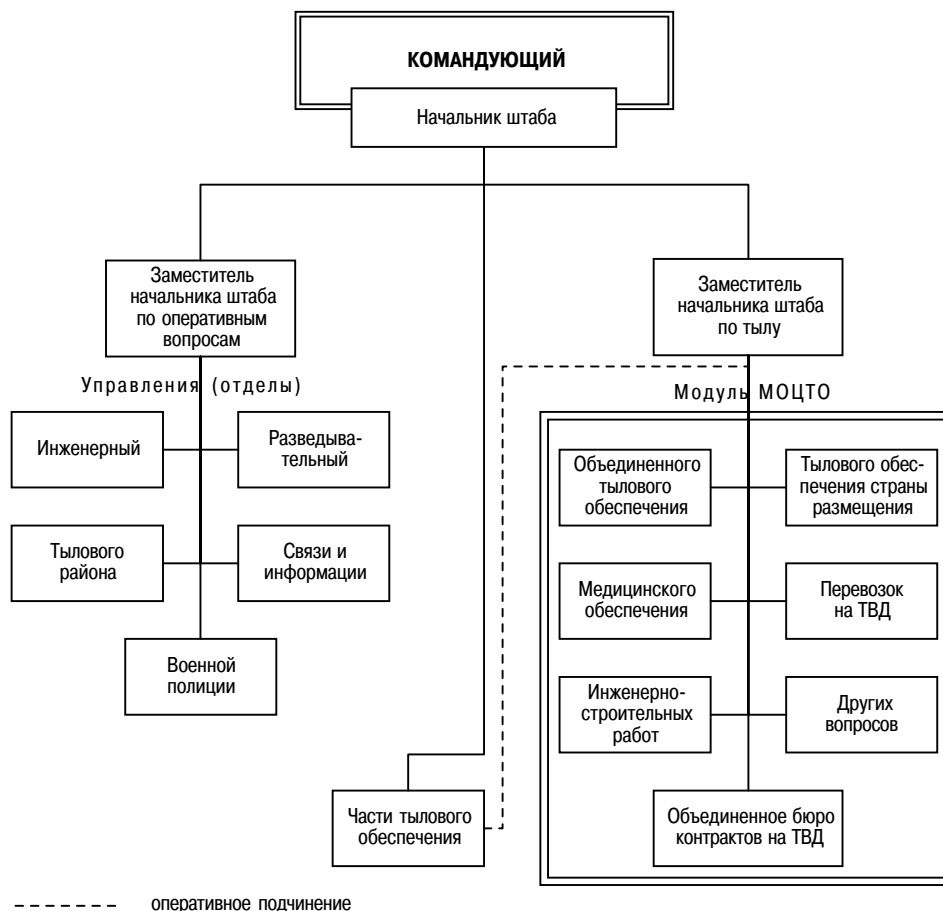 КОМАНДУЮЩИЙ
Начальник штаба
Заместитель
начальника штаба
по оперативным
вопросам
Заместитель
начальника штаба
по тылу
Управления (отделы)
Модуль МОЦТО
Инженерный
Разведыва-
тельный
Тылового
района
Связи и
информации
Военной
полиции
Объединенного
тылового
обеспечения
Тылового обес-
печения страны
размещения
Медицинского
обеспечения
Перевозок
на ТВД
Инженерно-
строительных
работ
Других
вопросов
Части тылового
обеспечения
Объединенное бюро
контрактов на ТВД
оперативное подчинение